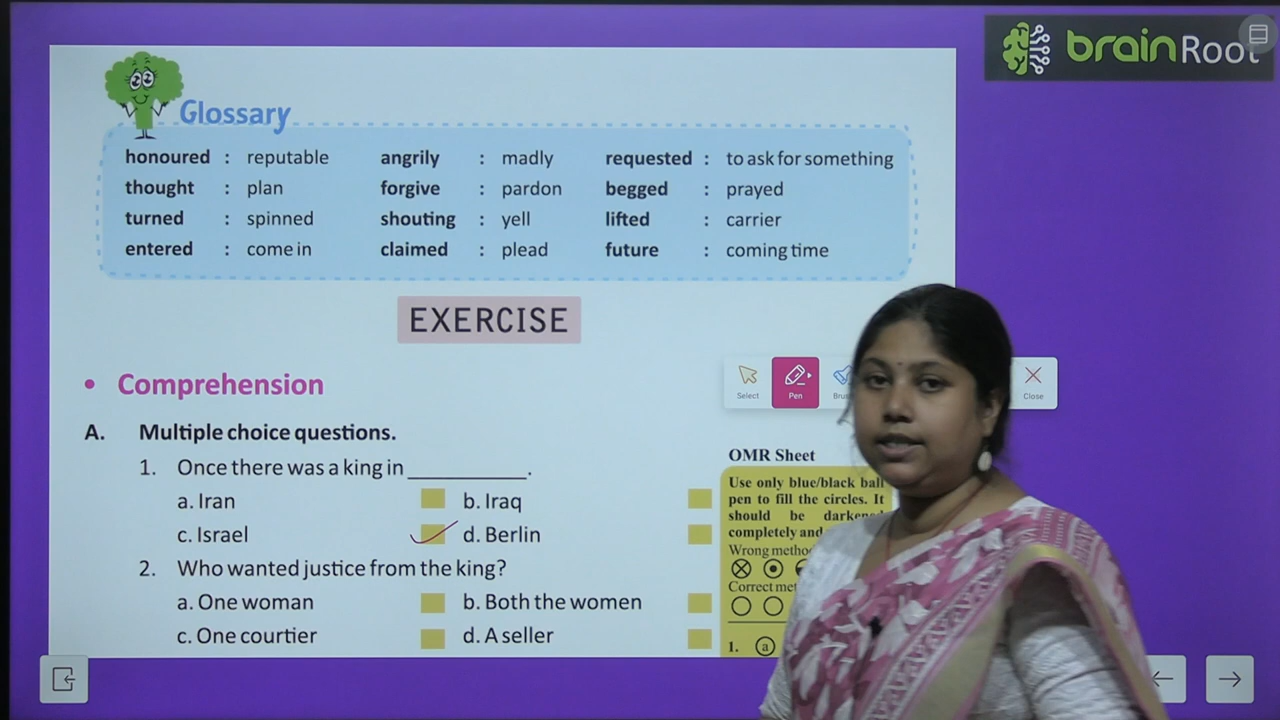 brainRoot
Glossary
honoured : reputable angrily : madly requested : to ask for something
thought : plan forgive : pardon begged : prayed
turned : spinned shouting : yell lifted : carrier
entered : come in claimed : plead future : coming time
EXERCISE
• Comprehension
Select Pen Close
A. Multiple choice questions.
1. Once there was a king in __________.
a. Iran b. Iraq
c. Israel d. Berlin
2. Who wanted justice from the king?
a. One woman b. Both the women
c. One courtier d. A seller
OMR Sheet
Use only blue/black ball
pen to fill the circles. It
should be darkened
completely and
Wrong
Correct
1. a